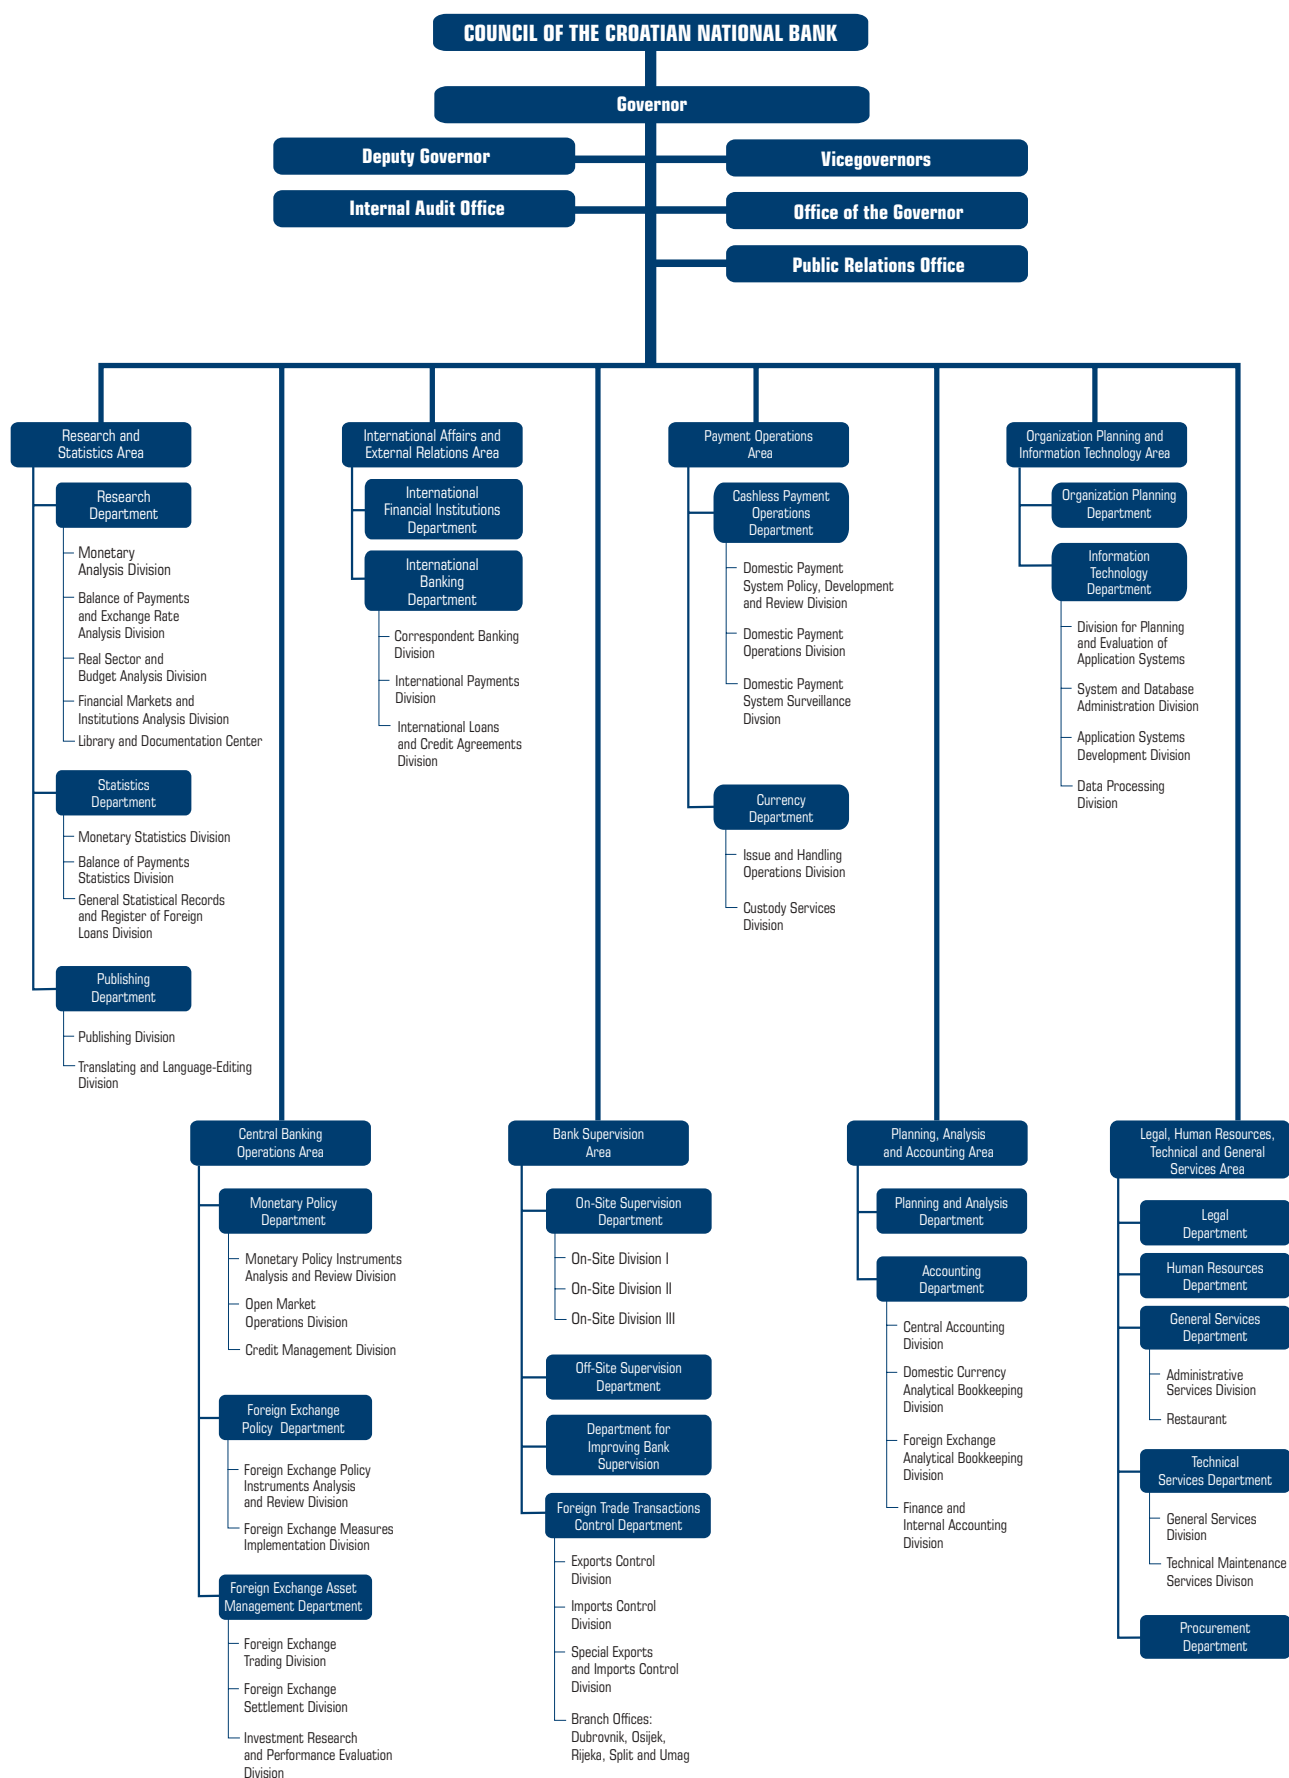 COUNCIL OF THE CROATIAN NATIONAL BANK
Governor
Deputy Governor
Vicegovernors
Internal Audit Office
Office of the Governor
Public Relations Office
Research and
Statistics Area
Research
Department
Monetary
Analysis Division
Balance of Payments
and Exchange Rate
Analysis Division
Real Sector and
Budget Analysis Division
Financial Markets and
Institutions Analysis Division
Library and Documentation Center
Statistics
Department
Monetary Statistics Division
Balance of Payments
Statistics Division
General Statistical Records
and Register of Foreign
Loans Division
Publishing
Department
Publishing Division
Translating and Language-Editing
Division
International Affairs and
External Relations Area
International
Financial Institutions
Department
International
Banking
Department
Correspondent Banking
Division
International Payments
Division
International Loans
and Credit Agreements
Division
Payment Operations
Area
Cashless Payment
Operations
Department
Domestic Payment
System Policy, Development
and Review Division
Domestic Payment
Operations Division
Domestic Payment
System Surveillance
Divsion
Currency
Department
Issue and Handling
Operations Division
Custody Services
Division
Organization Planning and
Information Technology Area
Organization Planning
Department
Information
Technology
Department
Division for Planning
and Evaluation of
Application Systems
System and Database
Administration Division
Application Systems
Development Division
Data Processing
Division
Central Banking
Operations Area
Monetary Policy
Department
Monetary Policy Instruments
Analysis and Review Division
Open Market
Operations Division
Credit Management Division
Foreign Exchange
Policy Department
Foreign Exchange Policy
Instruments Analysis
and Review Division
Foreign Exchange Measures
Implementation Division
Foreign Exchange Asset
Management Department
Foreign Exchange
Trading Division
Foreign Exchange
Settlement Division
Investment Research
and Performance Evaluation
Division
Bank Supervision
Area
On-Site Supervision
Department
On-Site Division I
On-Site Division II
On-Site Division III
Off-Site Supervision
Department
Department for
Improving Bank
Supervision
Foreign Trade Transactions
Control Department
Exports Control
Division
Imports Control
Division
Special Exports
and Imports Control
Division
Branch Offices:
Dubrovnik, Osijek,
Rijeka, Split and Umag
Planning, Analysis
and Accounting Area
Planning and Analysis
Department
Accounting
Department
Central Accounting
Division
Domestic Currency
Analytical Bookkeeping
Division
Foreign Exchange
Analytical Bookkeeping
Division
Finance and
Internal Accounting
Division
Legal, Human Resources,
Technical and General
Services Area
Legal
Department
Human Resources
Department
General Services
Department
Administrative
Services Division
Restaurant
Technical
Services Department
General Services
Division
Technical Maintenance
Services Divison
Procurement
Department